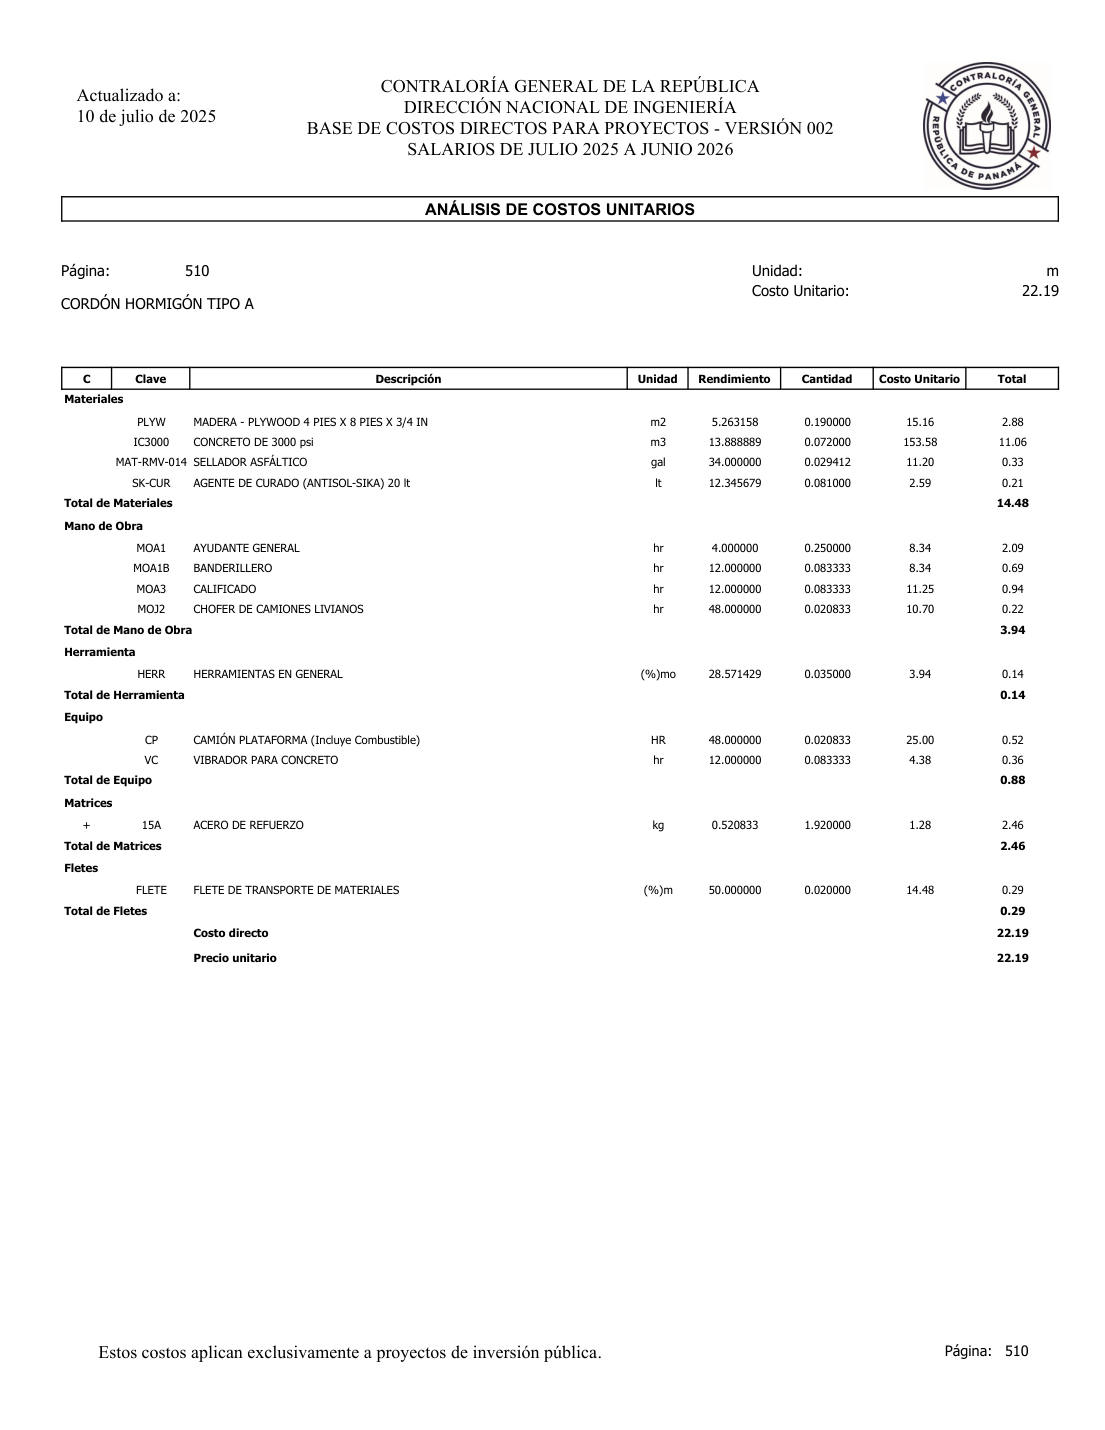 Actualizado a:
10 de julio de 2025
CONTRALORÍA GENERAL DE LA REPÚBLICA
DIRECCIÓN NACIONAL DE INGENIERÍA
BASE DE COSTOS DIRECTOS PARA PROYECTOS - VERSIÓN 002
SALARIOS DE JULIO 2025 A JUNIO 2026
CONTRALORÍA GENERAL
REPÚBLICA DE PANAMÁ
ANÁLISIS DE COSTOS UNITARIOS
Página: 510 Unidad: m
Costo Unitario: 22.19
CORDÓN HORMIGÓN TIPO A
C Clave Descripción Unidad Rendimiento Cantidad Costo Unitario Total
Materiales
PLYW MADERA - PLYWOOD 4 PIES X 8 PIES X 3/4 IN m2 5.263158 0.190000 15.16 2.88
IC3000 CONCRETO DE 3000 psi m3 13.888889 0.072000 153.58 11.06
MAT-RMV-014 SELLADOR ASFÁLTICO gal 34.000000 0.029412 11.20 0.33
SK-CUR AGENTE DE CURADO (ANTISOL-SIKA) 20 lt lt 12.345679 0.081000 2.59 0.21
Total de Materiales 14.48
Mano de Obra
MOA1 AYUDANTE GENERAL hr 4.000000 0.250000 8.34 2.09
MOA1B BANDERILLERO hr 12.000000 0.083333 8.34 0.69
MOA3 CALIFICADO hr 12.000000 0.083333 11.25 0.94
MOJ2 CHOFER DE CAMIONES LIVIANOS hr 48.000000 0.020833 10.70 0.22
Total de Mano de Obra 3.94
Herramienta
HERR HERRAMIENTAS EN GENERAL (%)mo 28.571429 0.035000 3.94 0.14
Total de Herramienta 0.14
Equipo
CP CAMIÓN PLATAFORMA (Incluye Combustible) HR 48.000000 0.020833 25.00 0.52
VC VIBRADOR PARA CONCRETO hr 12.000000 0.083333 4.38 0.36
Total de Equipo 0.88
Matrices
+ 15A ACERO DE REFUERZO kg 0.520833 1.920000 1.28 2.46
Total de Matrices 2.46
Fletes
FLETE FLETE DE TRANSPORTE DE MATERIALES (%)m 50.000000 0.020000 14.48 0.29
Total de Fletes 0.29
Costo directo 22.19
Precio unitario 22.19
Estos costos aplican exclusivamente a proyectos de inversión pública.
Página: 510